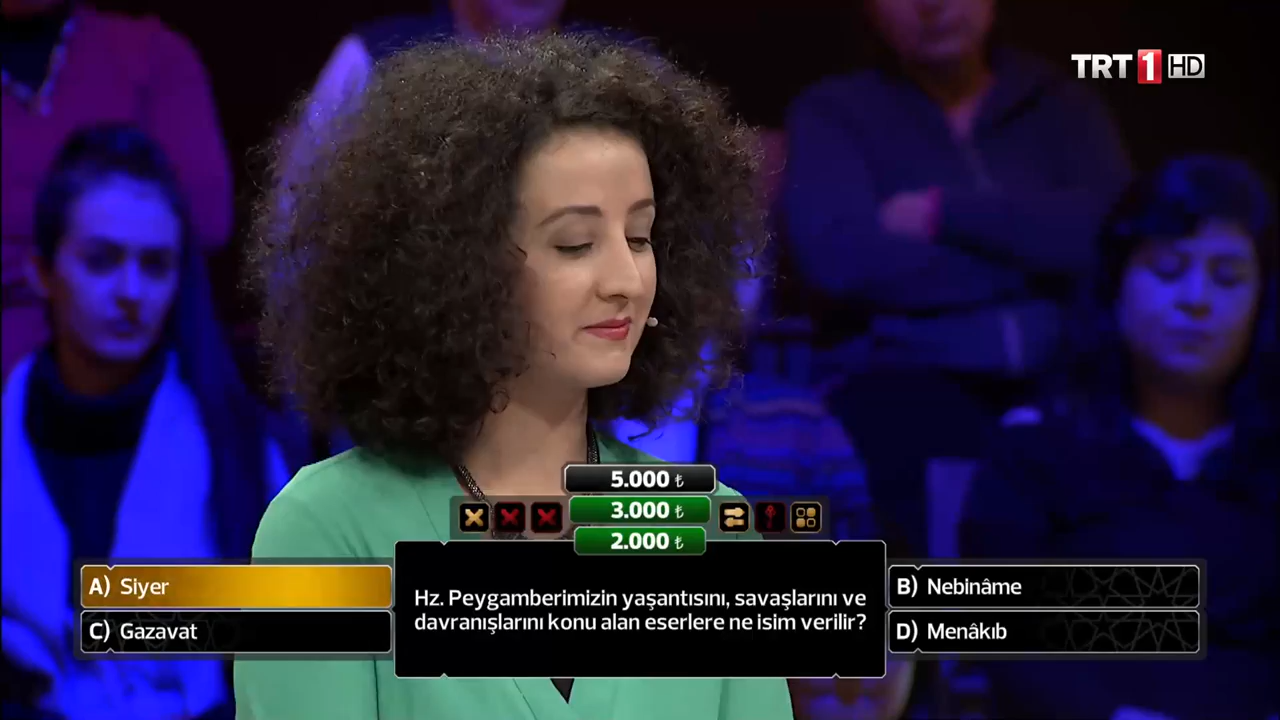 TRT 1 HD
5.000 ₺
3.000 ₺
2.000 ₺
Hz. Peygamberimizin yaşantısını, savaşlarını ve
davranışlarını konu alan eserlere ne isim verilir?
A) Siyer
B) Nebinâme
C) Gazavat
D) Menâkıb